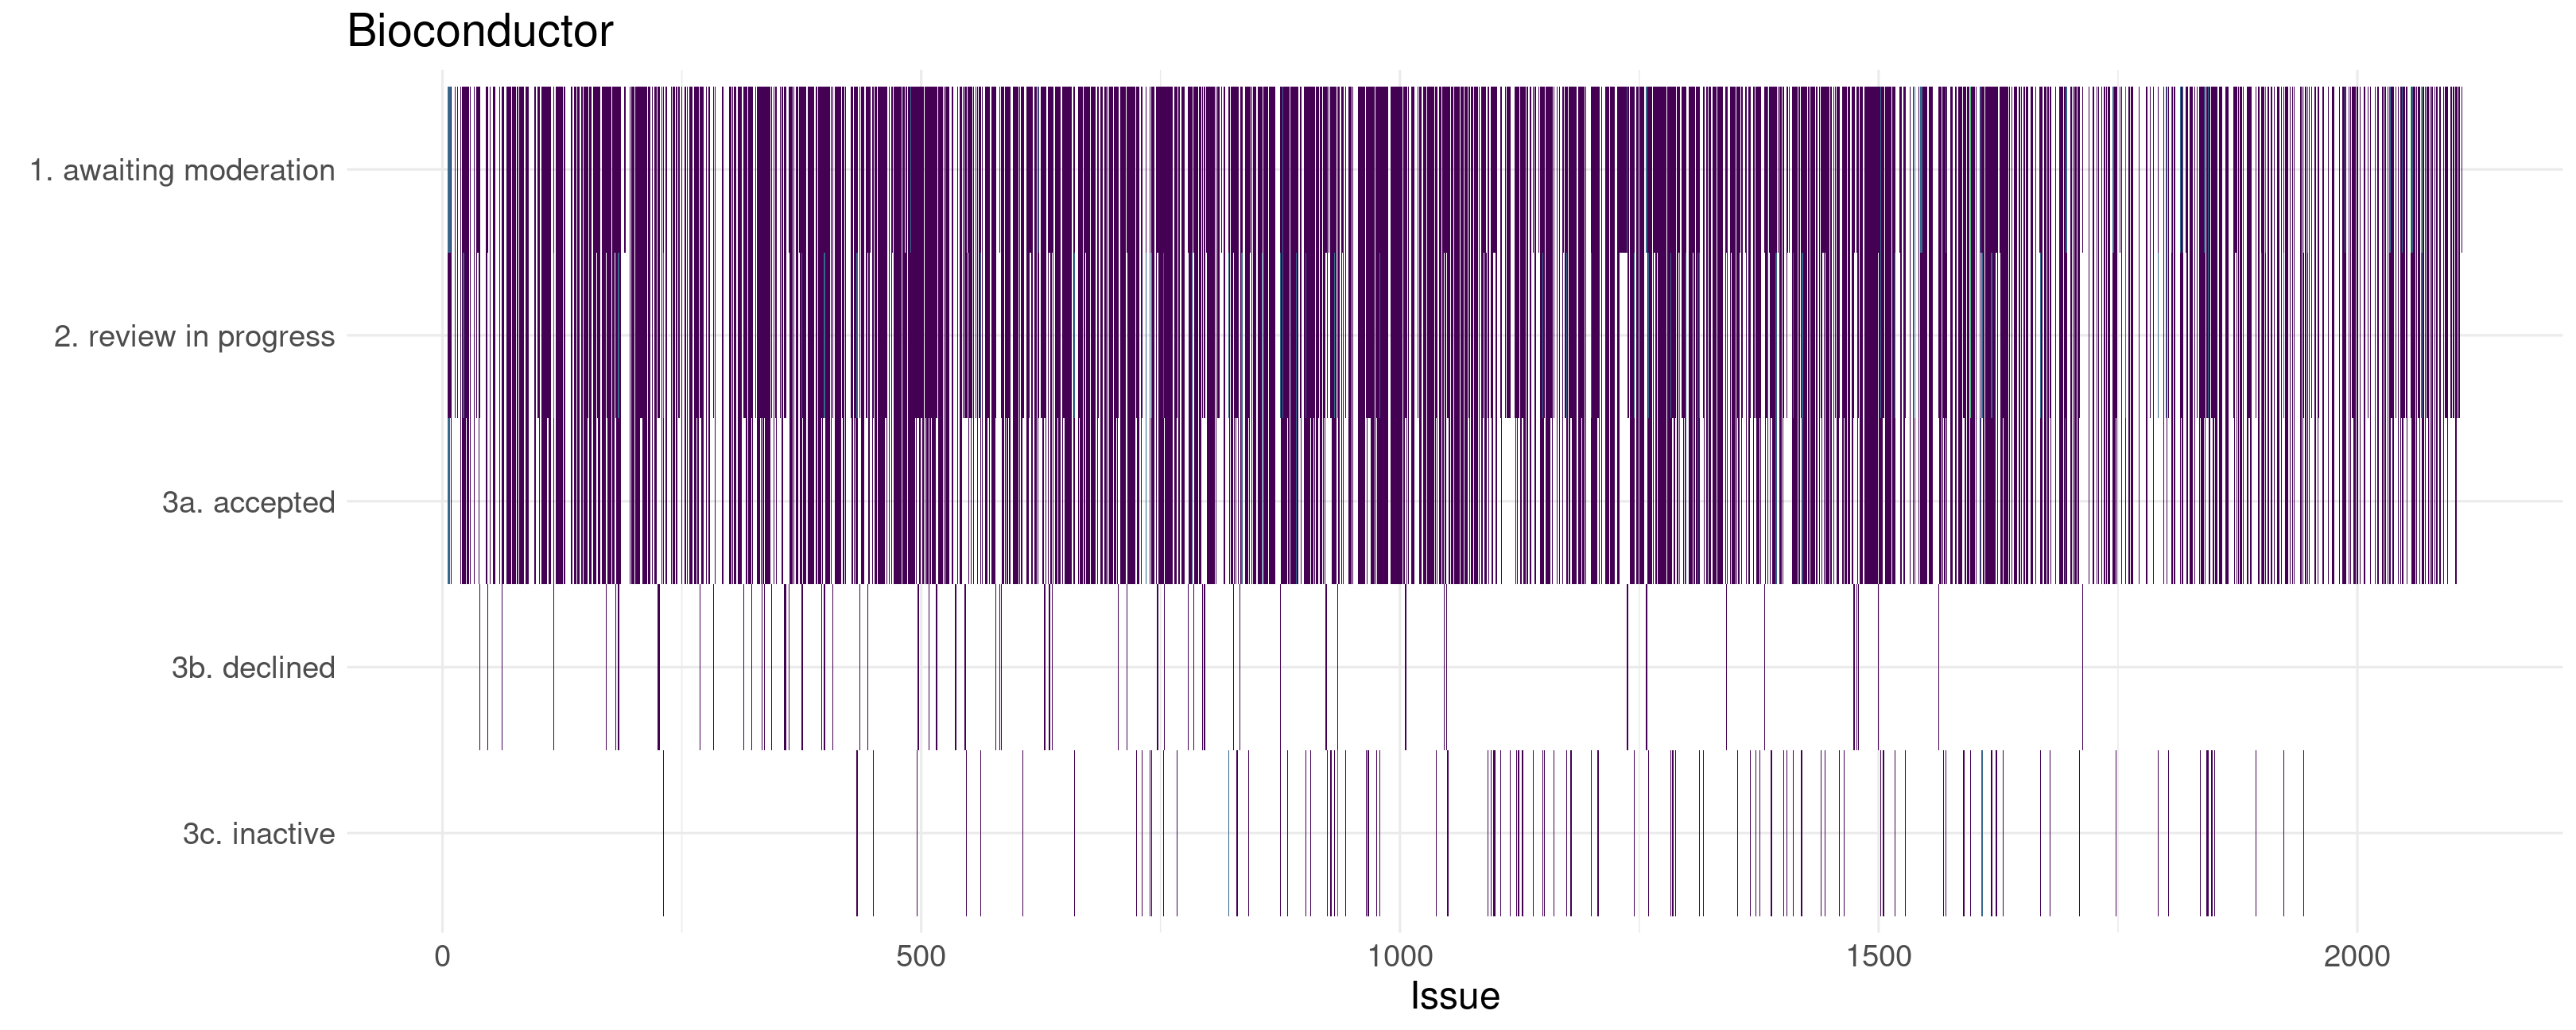 Bioconductor
1. awaiting moderation
2. review in progress
3a. accepted
3b. declined
3c. inactive
0 500 1000 1500 2000
Issue